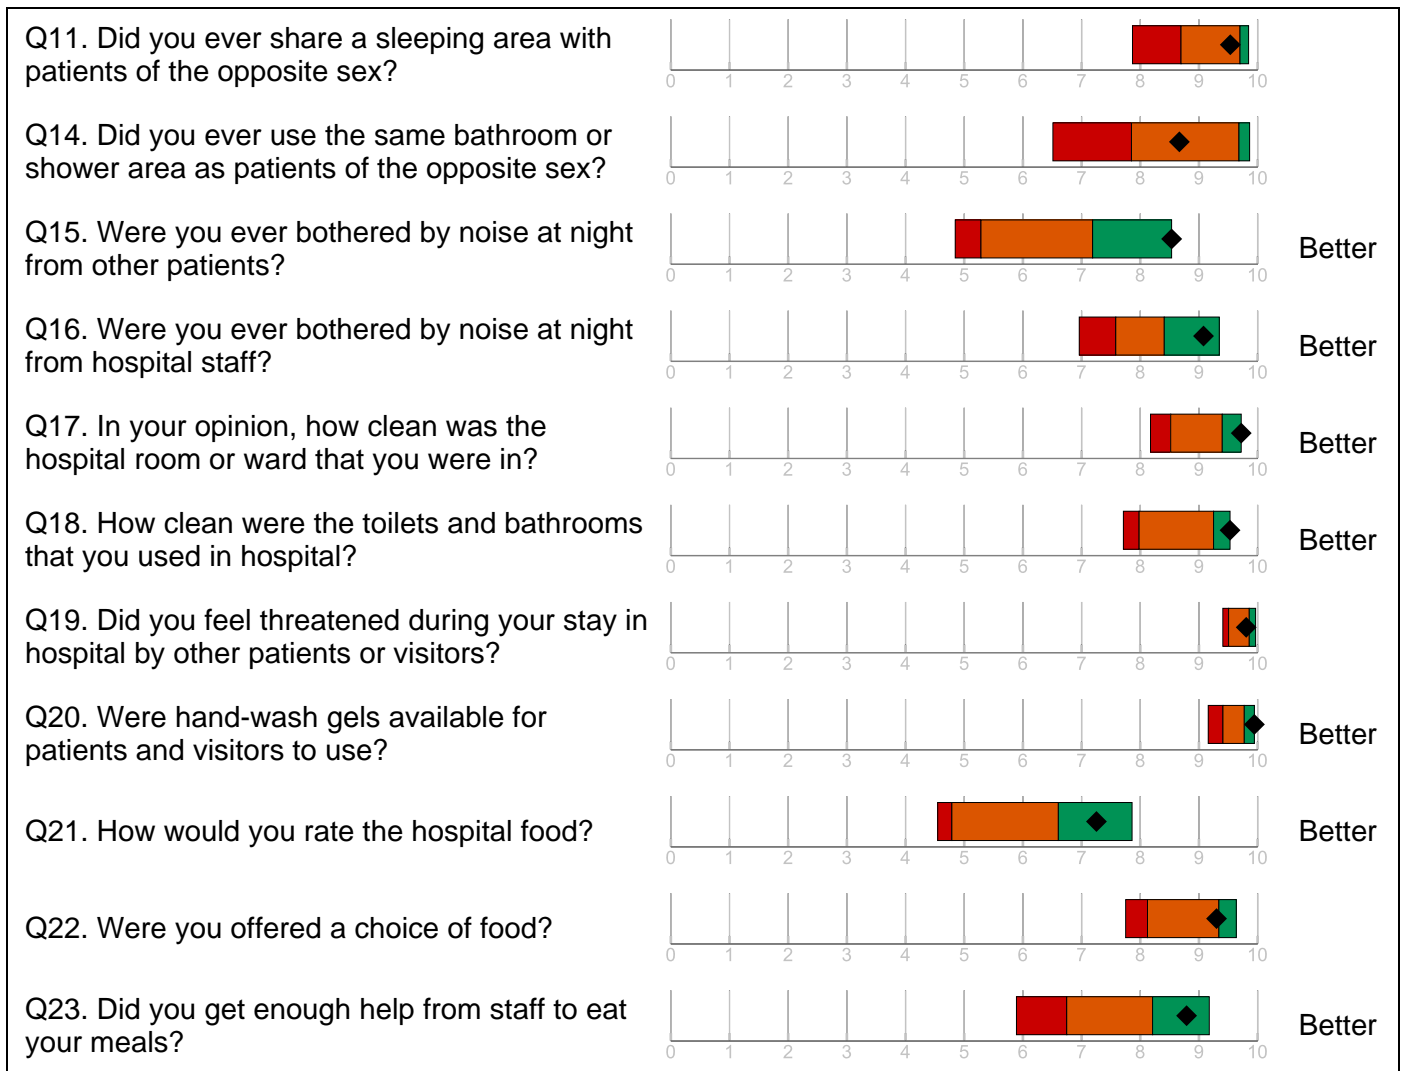 Q11. Did you ever share a sleeping area with
patients of the opposite sex?
0 1 2 3 4 5 6 7 8 9 10
Q14. Did you ever use the same bathroom or
shower area as patients of the opposite sex?
0 1 2 3 4 5 6 7 8 9 10
Q15. Were you ever bothered by noise at night
from other patients?
Better
0 1 2 3 4 5 6 7 8 9 10
Q16. Were you ever bothered by noise at night
from hospital staff?
Better
0 1 2 3 4 5 6 7 8 9 10
Q17. In your opinion, how clean was the
hospital room or ward that you were in?
Better
0 1 2 3 4 5 6 7 8 9 10
Q18. How clean were the toilets and bathrooms
that you used in hospital?
Better
0 1 2 3 4 5 6 7 8 9 10
Q19. Did you feel threatened during your stay in
hospital by other patients or visitors?
0 1 2 3 4 5 6 7 8 9 10
Q20. Were hand-wash gels available for
patients and visitors to use?
Better
0 1 2 3 4 5 6 7 8 9 10
Q21. How would you rate the hospital food?
Better
0 1 2 3 4 5 6 7 8 9 10
Q22. Were you offered a choice of food?
0 1 2 3 4 5 6 7 8 9 10
Q23. Did you get enough help from staff to eat
your meals?
Better
0 1 2 3 4 5 6 7 8 9 10